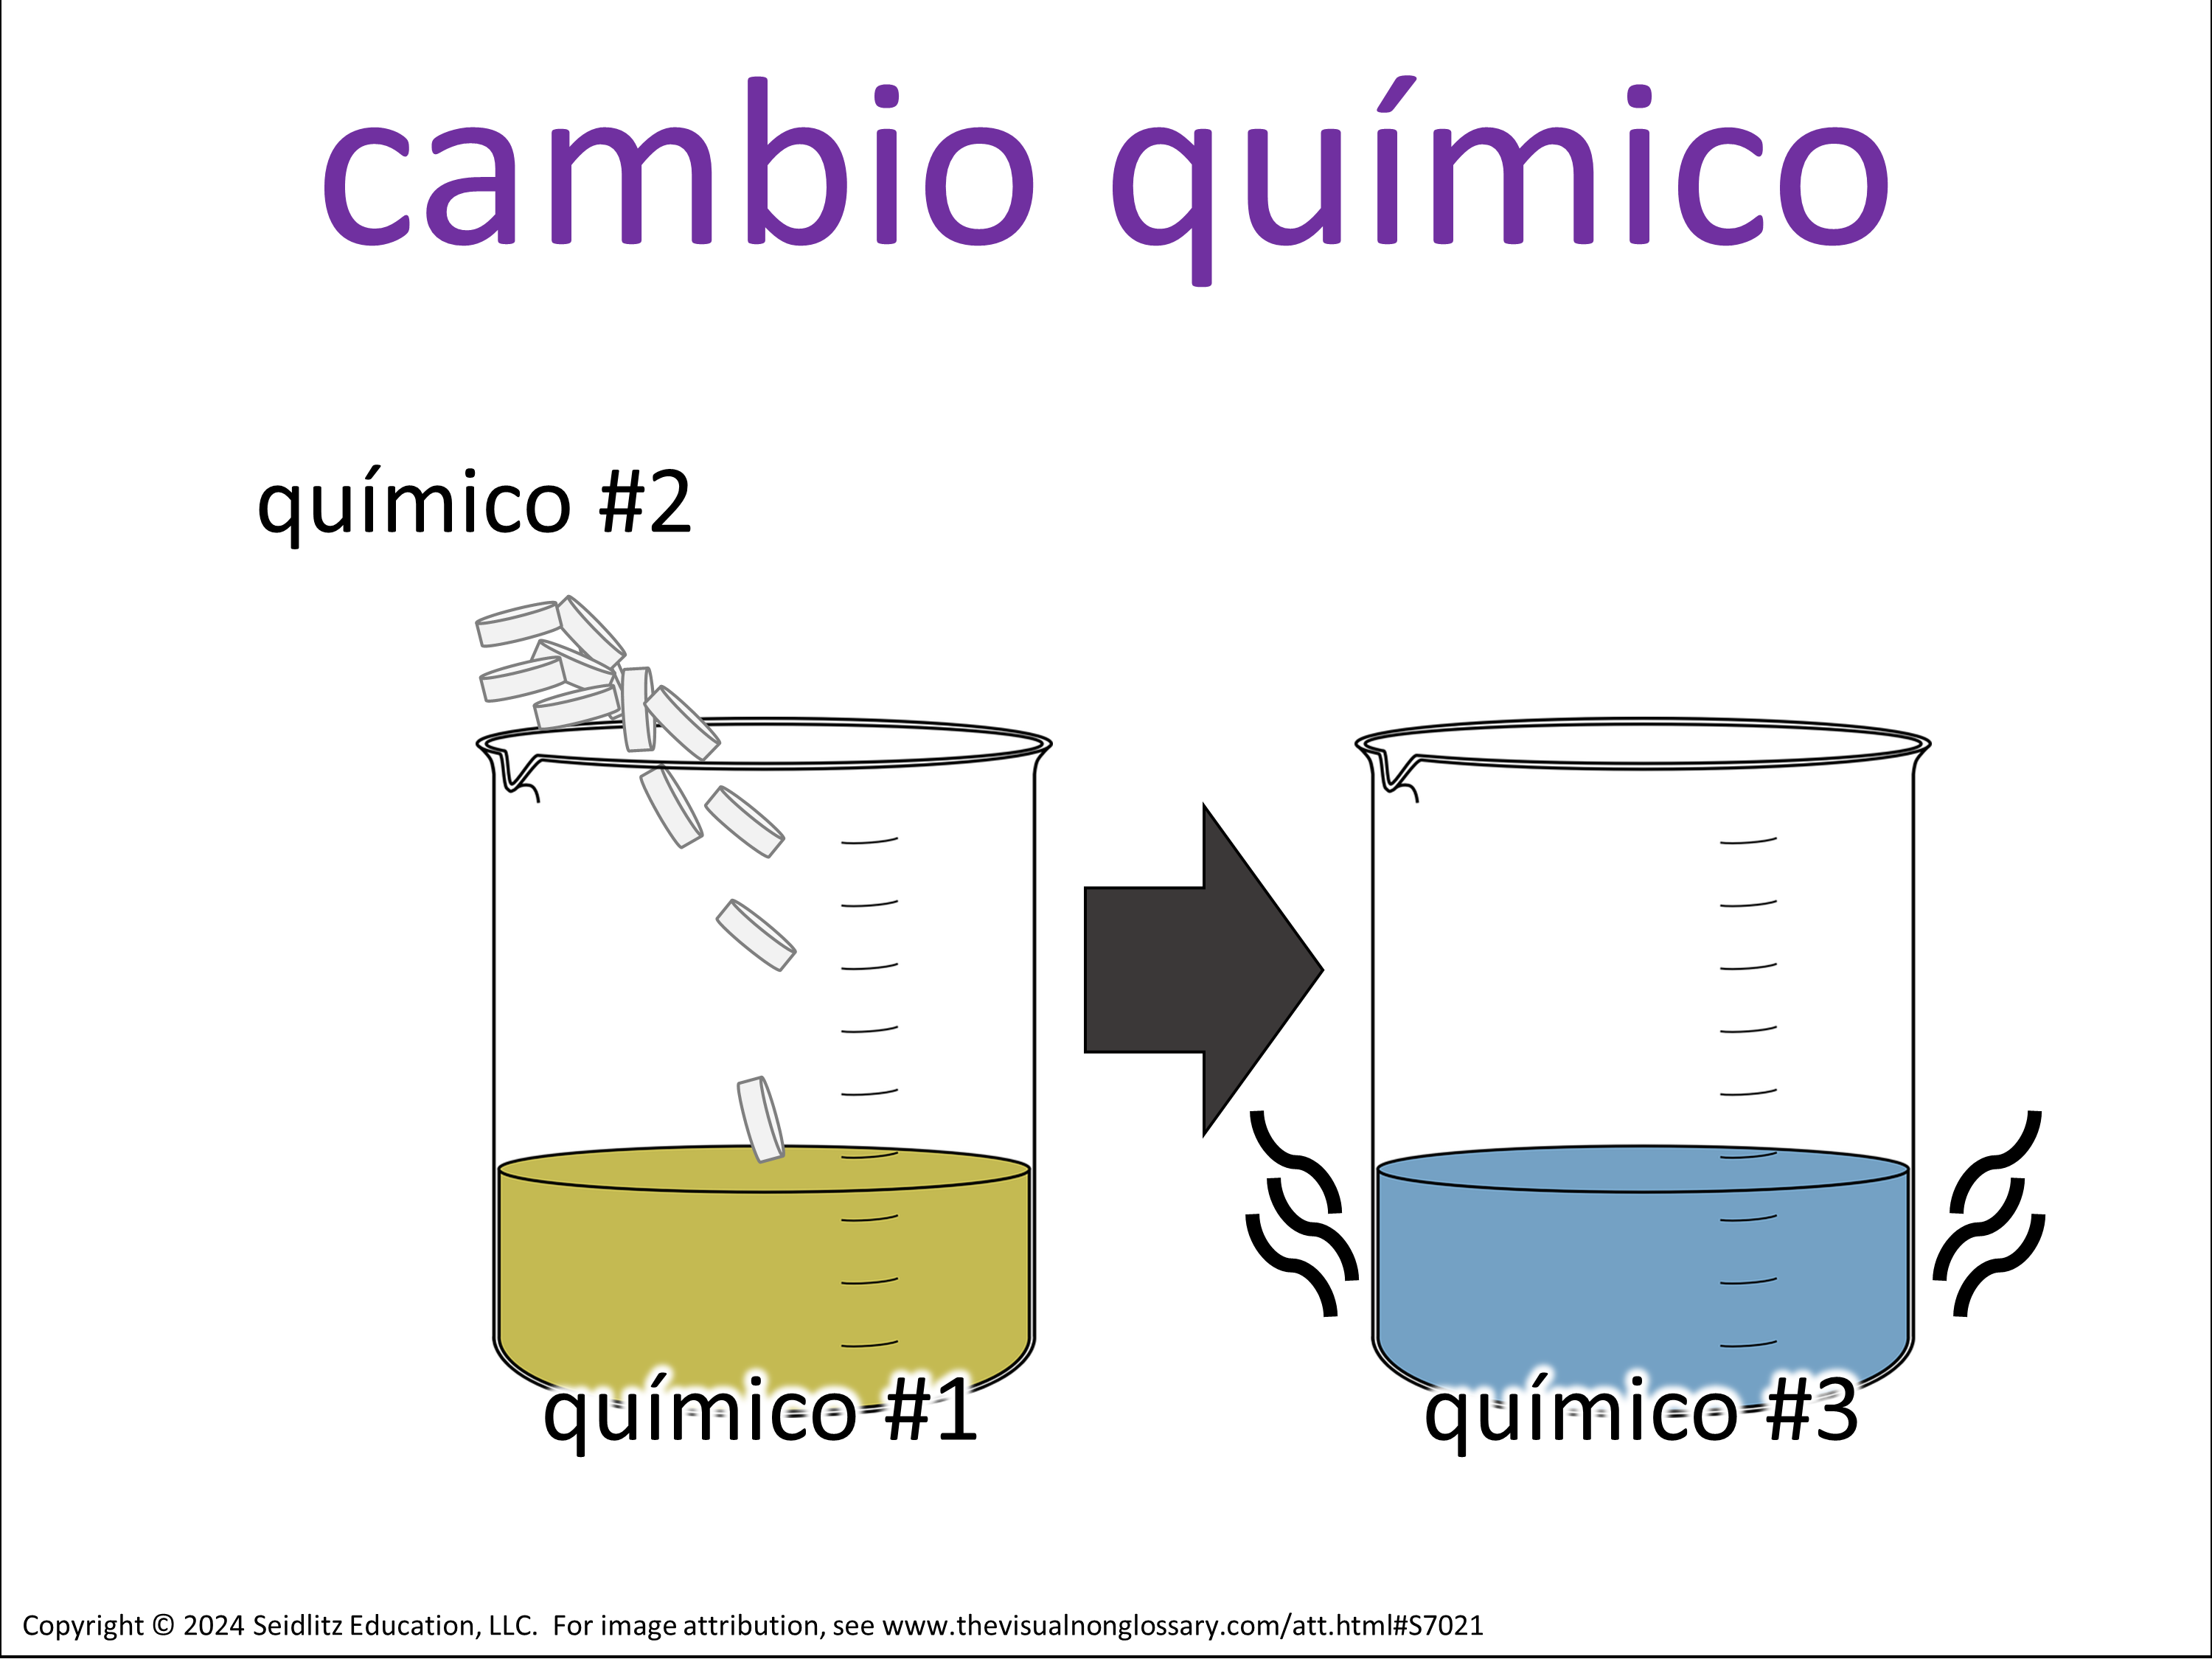 cambio químico
químico #2
químico #1
químico #3
Copyright © 2024 Seidlitz Education, LLC.  For image attribution, see www.thevisualnonglossary.com/att.html#S7021